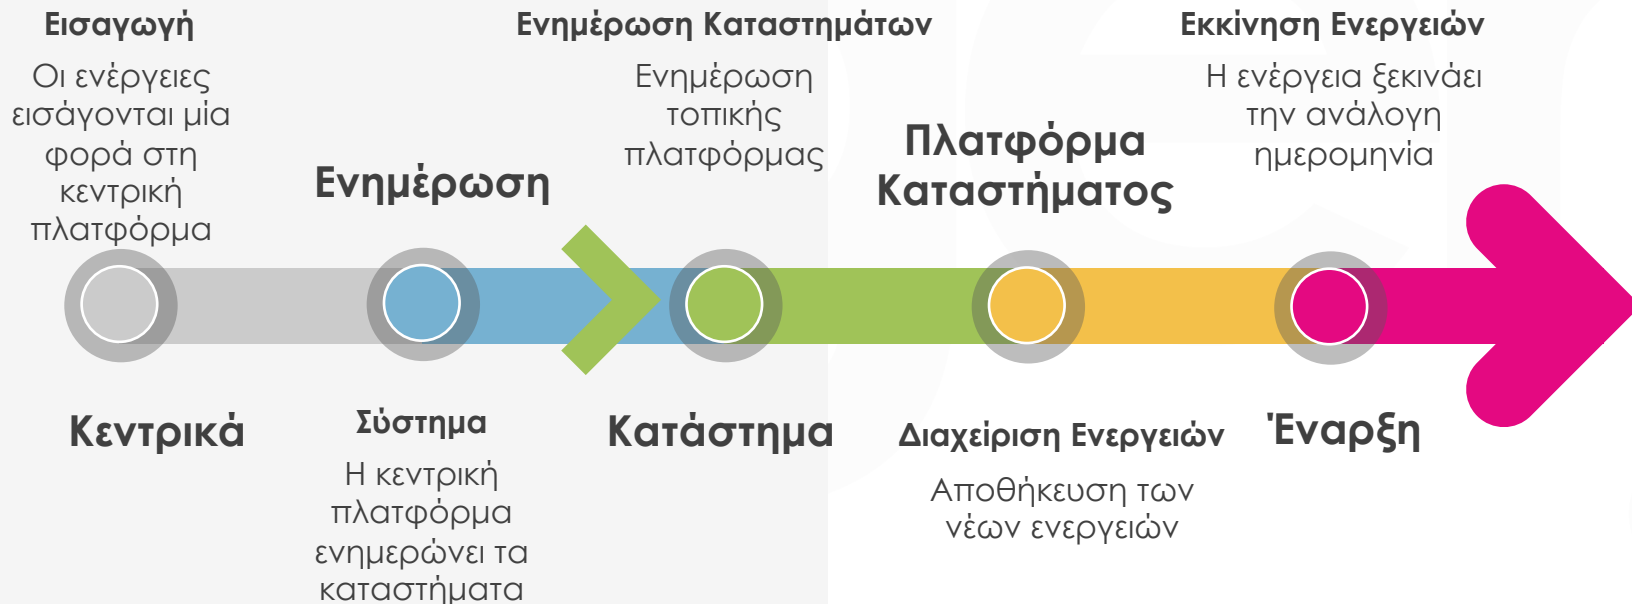 Εισαγωγή
Οι ενέργειες
εισάγονται μία
φορά στη
κεντρική
πλατφόρμα
Κεντρικά
Ενημέρωση
Σύστημα
Η κεντρική
πλατφόρμα
ενημερώνει τα
καταστήματα
Ενημέρωση Καταστημάτων
Ενημέρωση
τοπικής
πλατφόρμας
Κατάστημα
Πλατφόρμα
Καταστήματος
Διαχείριση Ενεργειών
Αποθήκευση των
νέων ενεργειών
Εκκίνηση Ενεργειών
Η ενέργεια ξεκινάει
την ανάλογη
ημερομηνία
Έναρξη